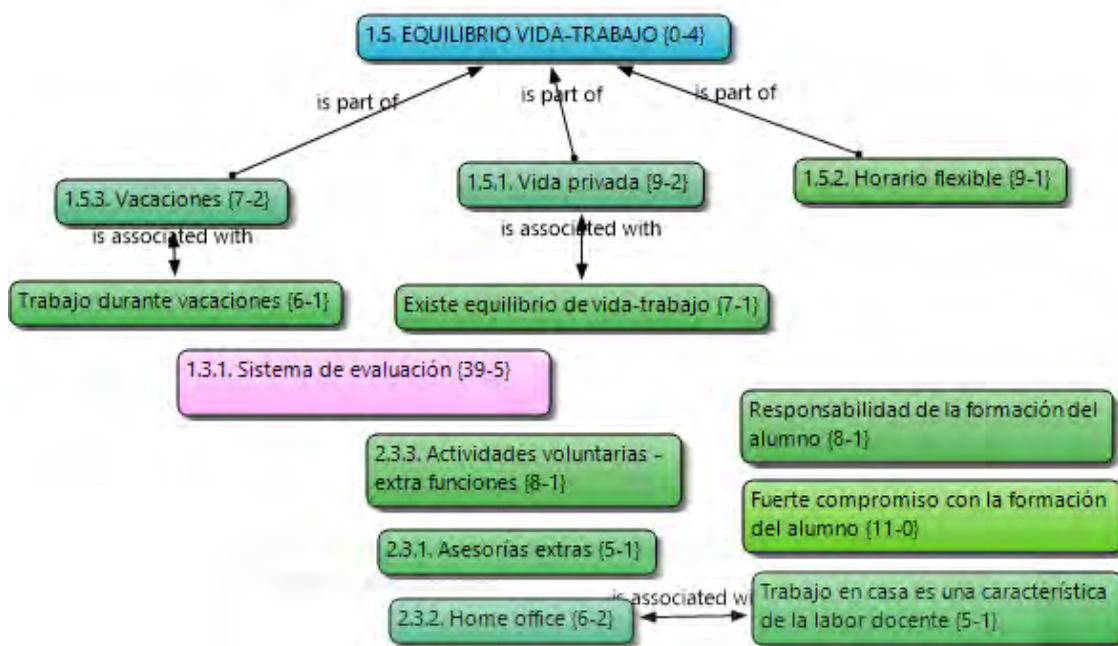 1.5. EQUILIBRIO VIDA-TRABAJO {0-4}
is part of
is part of
is part of
1.5.3. Vacaciones {7-2}
1.5.1. Vida privada {9-2}
1.5.2. Horario flexible {9-1}
is associated with
is associated with
Trabajo durante vacaciones {6-1}
Existe equilibrio de vida-trabajo {7-1}
1.3.1. Sistema de evaluación {39-5}
Responsabilidad de la formación del
alumno {8-1}
2.3.3. Actividades voluntarias –
extra funciones {8-1}
Fuerte compromiso con la formación
del alumno {11-0}
2.3.1. Asesorías extras {5-1}
is associated wi
Trabajo en casa es una característica
de la labor docente {5-1}
2.3.2. Home office {6-2}